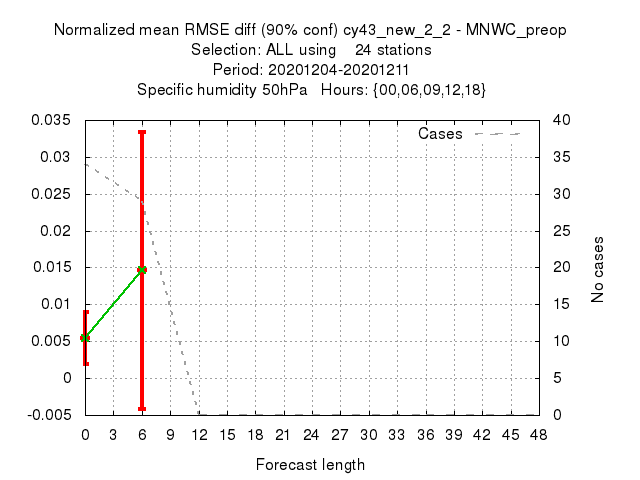 Normalized mean RMSE diff (90% conf) cy43_new_2_2 - MNWC_preop
Selection: ALL using    24 stations
Period: 20201204-20201211
Specific humidity 50hPa   Hours: {00,06,09,12,18}
Cases
0.035
0.03
0.025
0.02
0.015
0.01
0.005
0
-0.005
40
35
30
25
20
15
10
5
0
No cases
0 3 6 9 12 15 18 21 24 27 30 33 36 39 42 45 48
Forecast length